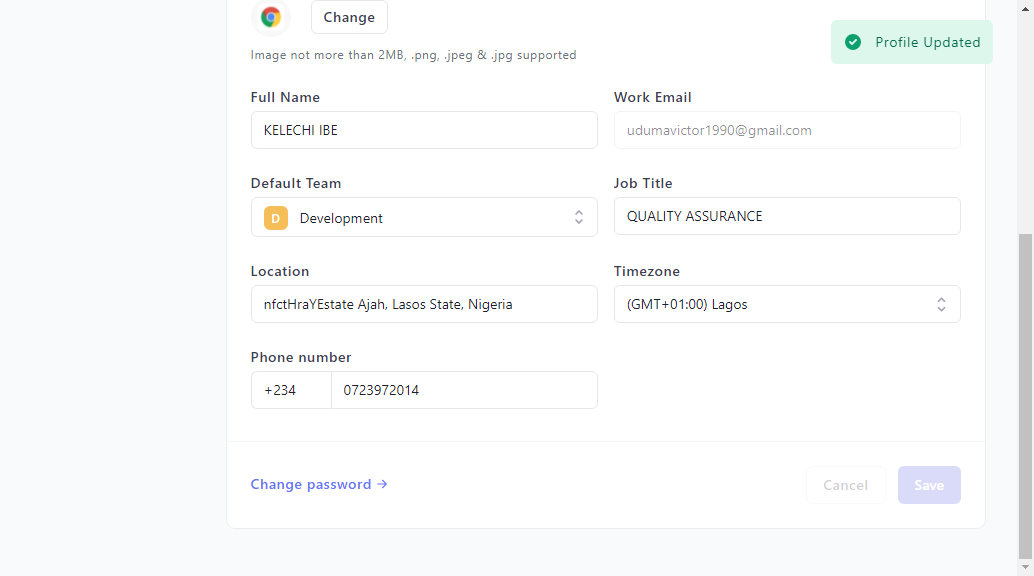 Change
Profile Updated
Image not more than 2MB, .png, .jpeg & .jpg supported
Full Name
KELECHI IBE
Work Email
udumavictor1990@gmail.com
Default Team
D Development
Job Title
QUALITY ASSURANCE
Location
nfctHraYEstate Ajah, Lasos State, Nigeria
Timezone
(GMT+01:00) Lagos
Phone number
+234 0723972014
Change password →
Cancel
Save